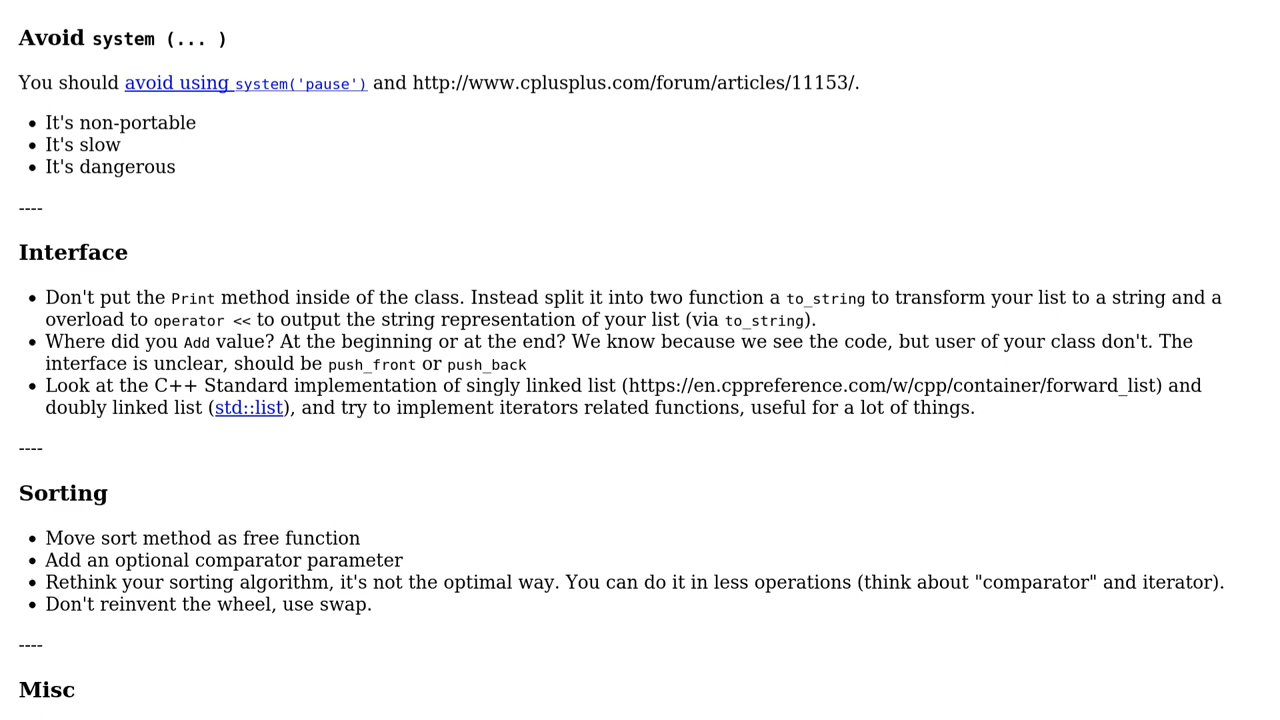 Avoid system (... )
You should avoid using system('pause') and http://www.cplusplus.com/forum/articles/11153/.
• It's non-portable
• It's slow
• It's dangerous
----
Interface
• Don't put the Print method inside of the class. Instead split it into two function a to_string to transform your list to a string and a
overload to operator << to output the string representation of your list (via to_string).
• Where did you Add value? At the beginning or at the end? We know because we see the code, but user of your class don't. The
interface is unclear, should be push_front or push_back
• Look at the C++ Standard implementation of singly linked list (https://en.cppreference.com/w/cpp/container/forward_list) and
doubly linked list (std::list), and try to implement iterators related functions, useful for a lot of things.
----
Sorting
• Move sort method as free function
• Add an optional comparator parameter
• Rethink your sorting algorithm, it's not the optimal way. You can do it in less operations (think about "comparator" and iterator).
• Don't reinvent the wheel, use swap.
----
Misc